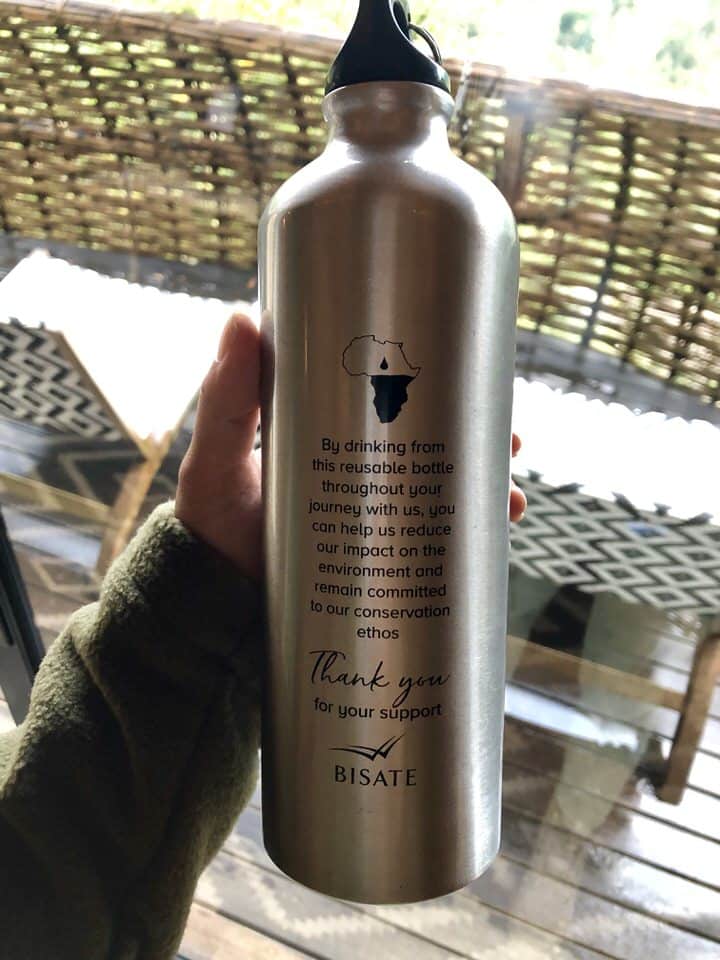 By drinking from
this reusable bottle
throughout your
journey with us, you
can help us reduce
our impact on the
environment and
remain committed
to our conservation
ethos
Thank you
for your support
BISATE